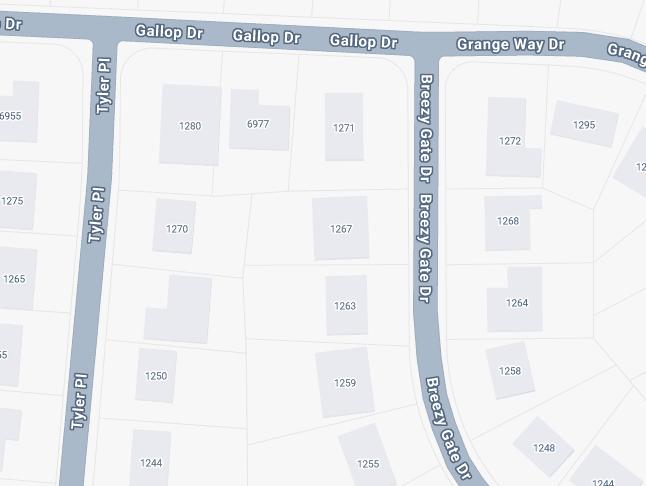 Dr
Gallop Dr
Gallop Dr
Gallop Dr
Grange Way Dr
Tyler Pl
Breezy Gate Dr
6955
1280
6977
1271
1272
1295
1275
Tyler Pl
1270
1267
Breezy Gate Dr
1268
1265
1263
1264
1250
1259
1258
Tyler Pl
Breezy Gate Dr
1244
1255
1248
1244